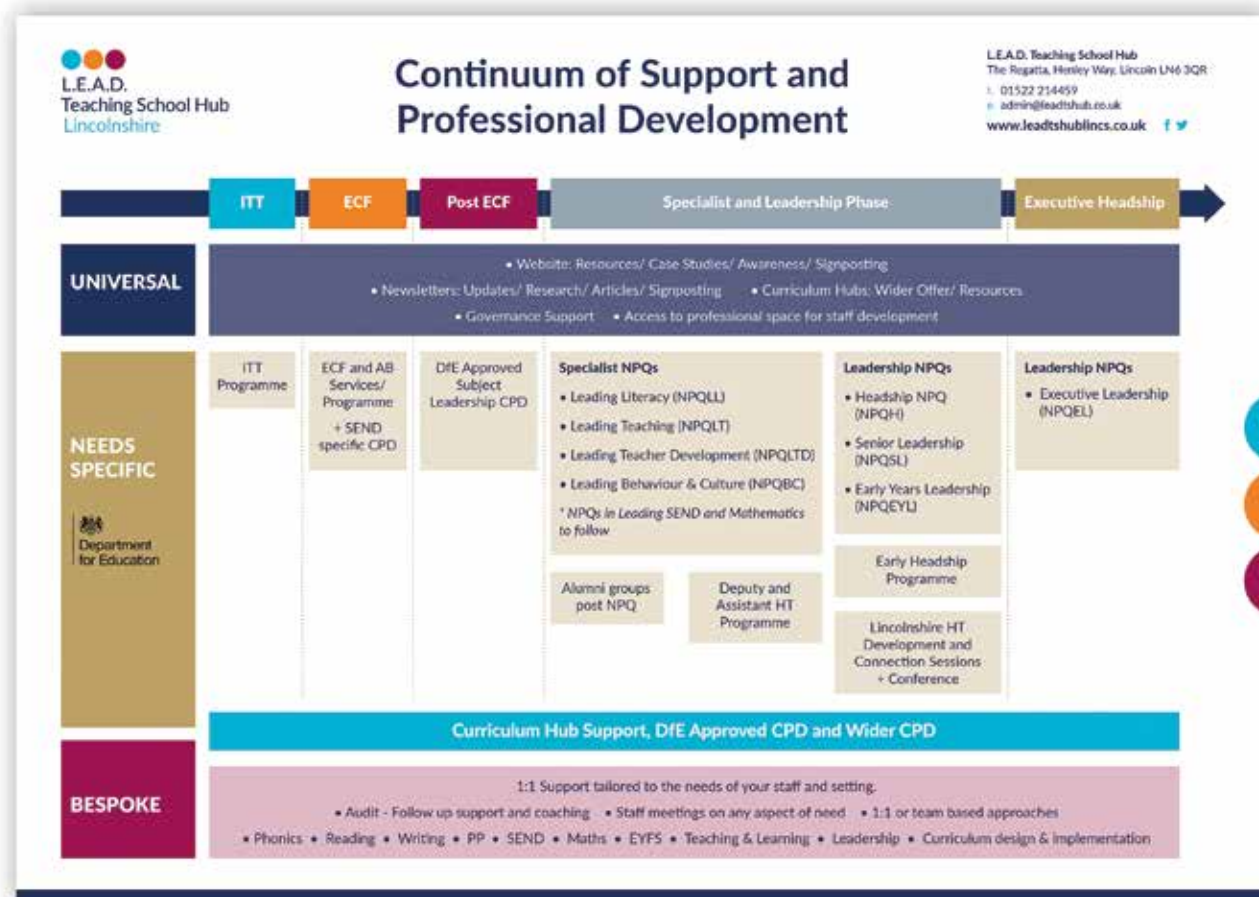 L.E.A.D.
Teaching School Hub
Lincolnshire
Continuum of Support and
Professional Development
L.E.A.D. Teaching School Hub
The Regatta, Henley Way, Lincoln LN6 3QR
t. 01522 214459
e. admin@leadtshub.co.uk
www.leadtshublincs.co.uk
ITT
ECF
Post ECF
Specialist and Leadership Phase
Executive Headship
UNIVERSAL
• Website: Resources/ Case Studies/ Awareness/ Signposting
• Newsletters: Updates/ Research/ Articles/ Signposting • Curriculum Hubs: Wider Offer/ Resources
• Governance Support • Access to professional space for staff development
NEEDS
SPECIFIC
Department
for Education
ITT
Programme
ECF and AB
Services/
Programme
+ SEND
specific CPD
DfE Approved
Subject
Leadership CPD
Specialist NPQs
• Leading Literacy (NPQLL)
• Leading Teaching (NPQLT)
• Leading Teacher Development (NPQLTD)
• Leading Behaviour & Culture (NPQBC)
* NPQs in Leading SEND and Mathematics
to follow
Alumni groups
post NPQ
Deputy and
Assistant HT
Programme
Leadership NPQs
• Headship NPQ
(NPQH)
• Senior Leadership
(NPQSL)
• Early Years Leadership
(NPQEYL)
Early Headship
Programme
Lincolnshire HT
Development and
Connection Sessions
+ Conference
Leadership NPQs
• Executive Leadership
(NPQEL)
Curriculum Hub Support, DfE Approved CPD and Wider CPD
BESPOKE
1:1 Support tailored to the needs of your staff and setting.
• Audit - Follow up support and coaching • Staff meetings on any aspect of need • 1:1 or team based approaches
• Phonics • Reading • Writing • PP • SEND • Maths • EYFS • Teaching & Learning • Leadership • Curriculum design & implementation